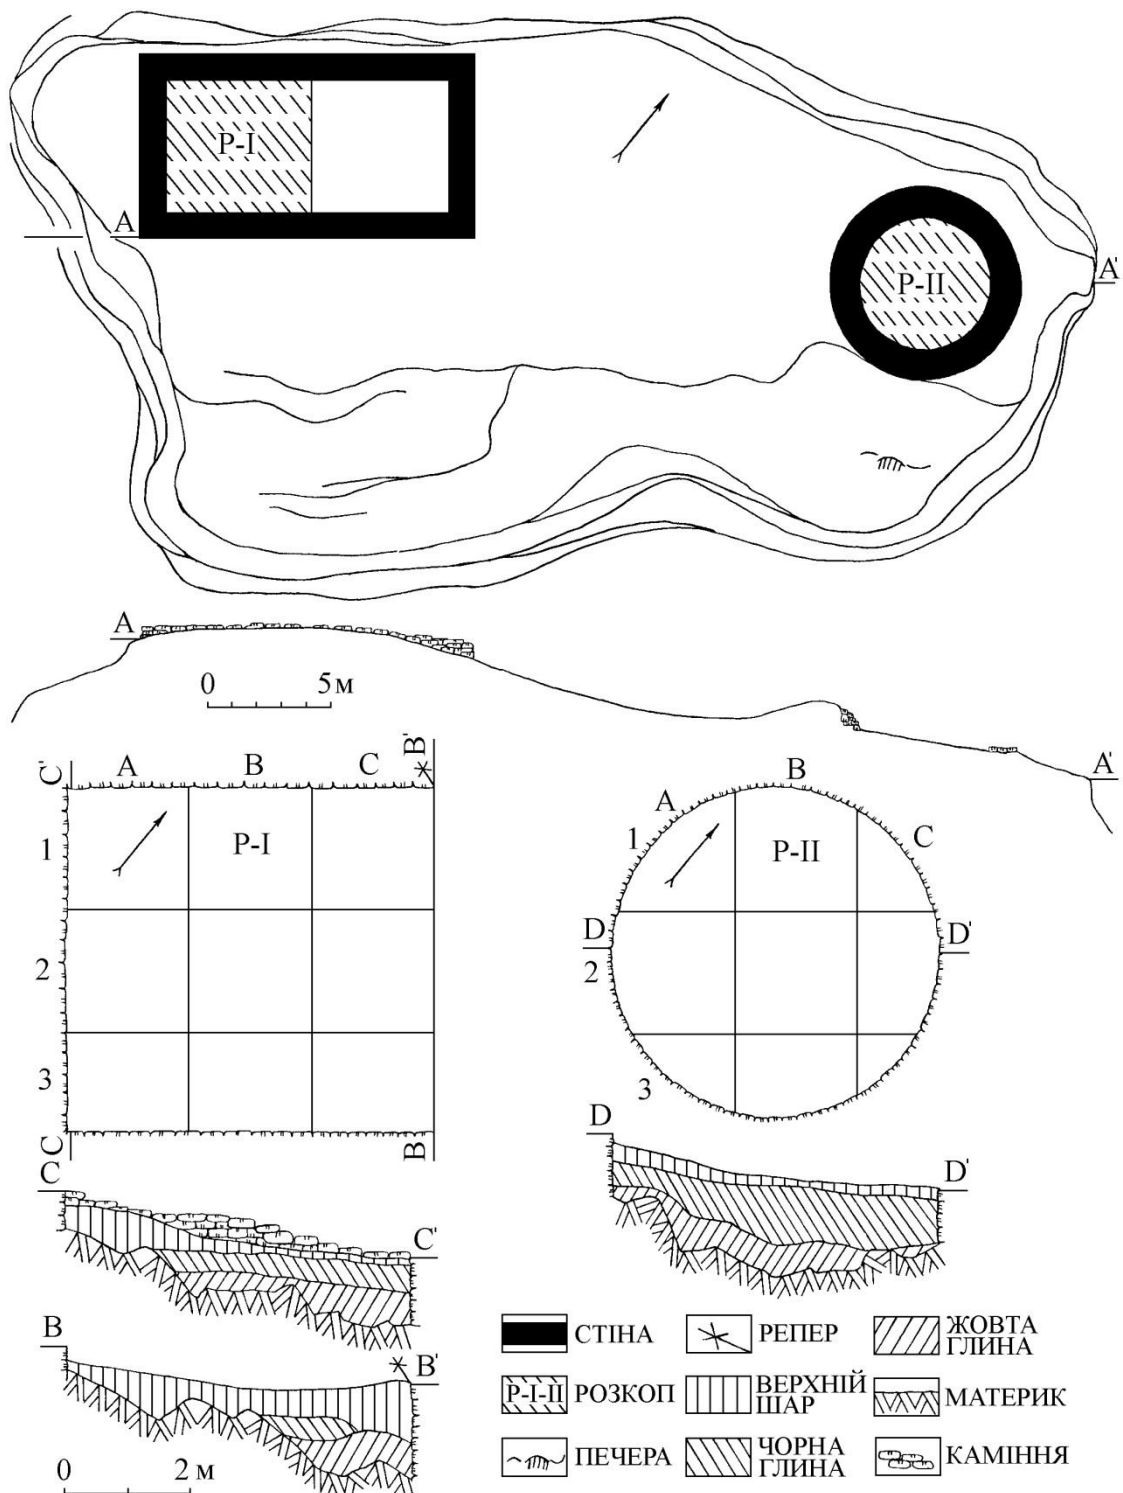 P-I
A
P-II
A'
A
0 5 м
A'
C' A B C B'
1
P-I
2
3
C B
B
A
1
P-II
C
D D'
2
3
C
C'
B
B'
0 2 м
D
D'
СТІНА
РЕПЕР
ЖОВТА
ГЛИНА
P-I-II РОЗКОП
ВЕРХНІЙ
ШАР
МАТЕРИК
ПЕЧЕРА
ЧОРНА
ГЛИНА
КАМІННЯ